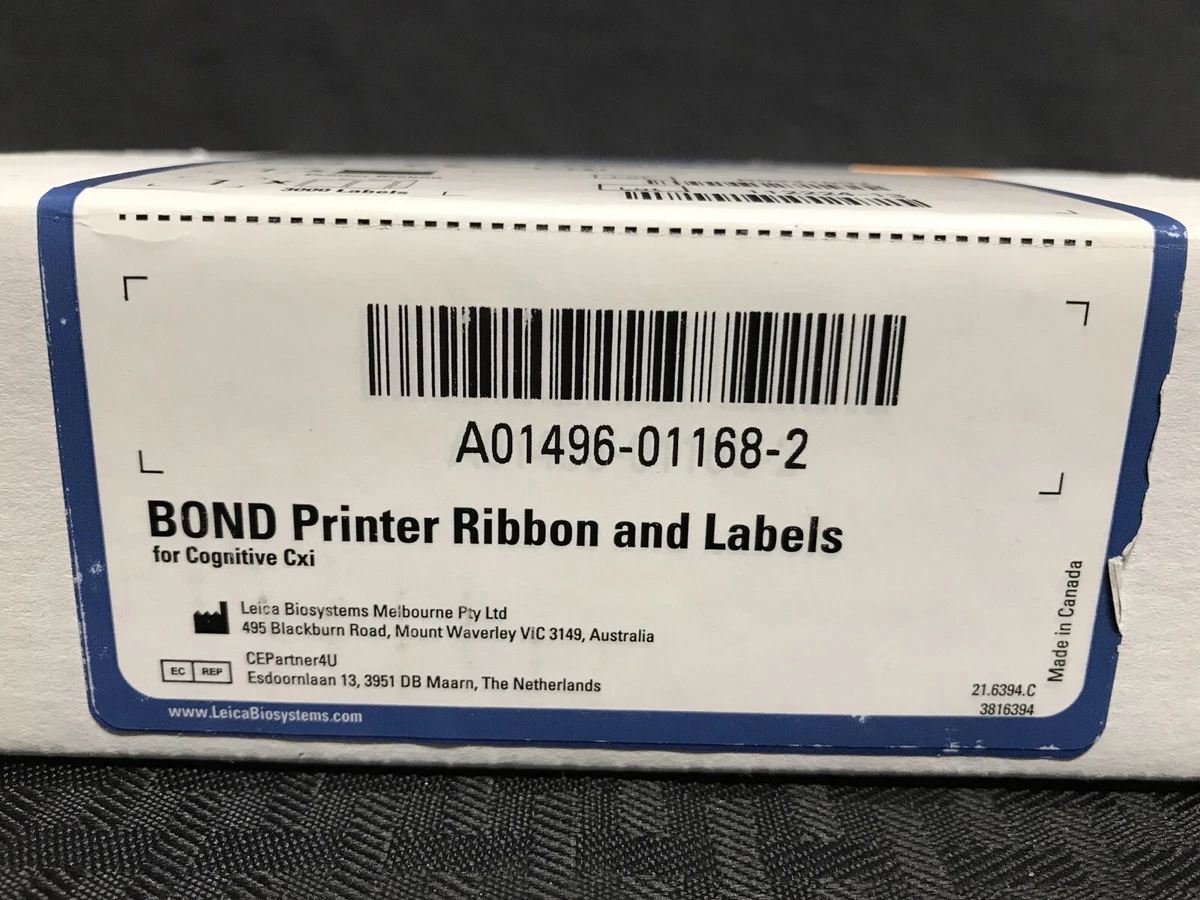 3000 Labels
A01496-01168-2
BOND Printer Ribbon and Labels
for Cognitive Cxi
Leica Biosystems Melbourne Pty Ltd
495 Blackburn Road, Mount Waverley VIC 3149, Australia
EC REP
CEPartner4U
Esdoornlaan 13, 3951 DB Maarn, The Netherlands
Made in Canada
21.6394.C
3816394
www.LeicaBiosystems.com